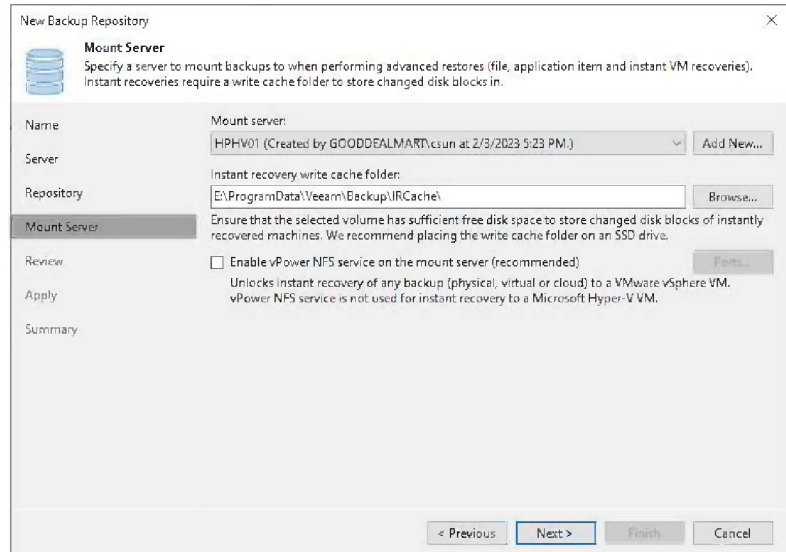 New Backup Repository
Mount Server
Specify a server to mount backups to when performing advanced restores (file, application item and instant VM recoveries).
Instant recoveries require a write cache folder to store changed disk blocks in.
Name
Server
Repository
Mount Server
Review
Apply
Summary
Mount server:
HPHV01 (Created by GOODDEALMART\csun at 2/3/2023 5:23 PM.)
Add New...
Instant recovery write cache folder:
E:\ProgramData\Veeam\Backup\IRCache\
Browse...
Ensure that the selected volume has sufficient free disk space to store changed disk blocks of instantly
recovered machines. We recommend placing the write cache folder on an SSD drive.
Enable vPower NFS service on the mount server (recommended)
Ports...
Unlocks instant recovery of any backup (physical, virtual or cloud) to a VMware vSphere VM.
vPower NFS service is not used for instant recovery to a Microsoft Hyper-V VM.
< Previous
Next >
Finish
Cancel